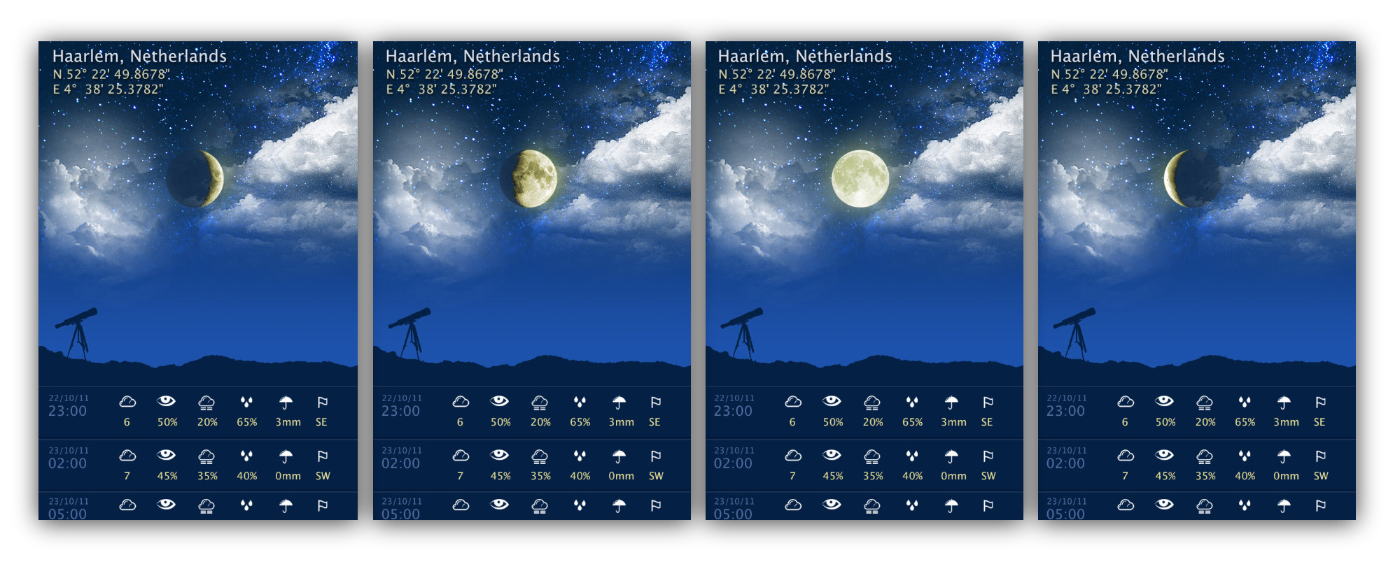 Haarlem, Netherlands
N 52° 22' 49.8678"
E 4° 38' 25.3782"
22/10/11
23:00
6 50% 20% 65% 3mm SE
23/10/11
02:00
7 45% 35% 40% 0mm SW
23/10/11
05:00
Haarlem, Netherlands
N 52° 22' 49.8678"
E 4° 38' 25.3782"
22/10/11
23:00
6 50% 20% 65% 3mm SE
23/10/11
02:00
7 45% 35% 40% 0mm SW
23/10/11
05:00
Haarlem, Netherlands
N 52° 22' 49.8678"
E 4° 38' 25.3782"
22/10/11
23:00
6 50% 20% 65% 3mm SE
23/10/11
02:00
7 45% 35% 40% 0mm SW
23/10/11
05:00
Haarlem, Netherlands
N 52° 22' 49.8678"
E 4° 38' 25.3782"
22/10/11
23:00
6 50% 20% 65% 3mm SE
23/10/11
02:00
7 45% 35% 40% 0mm SW
23/10/11
05:00